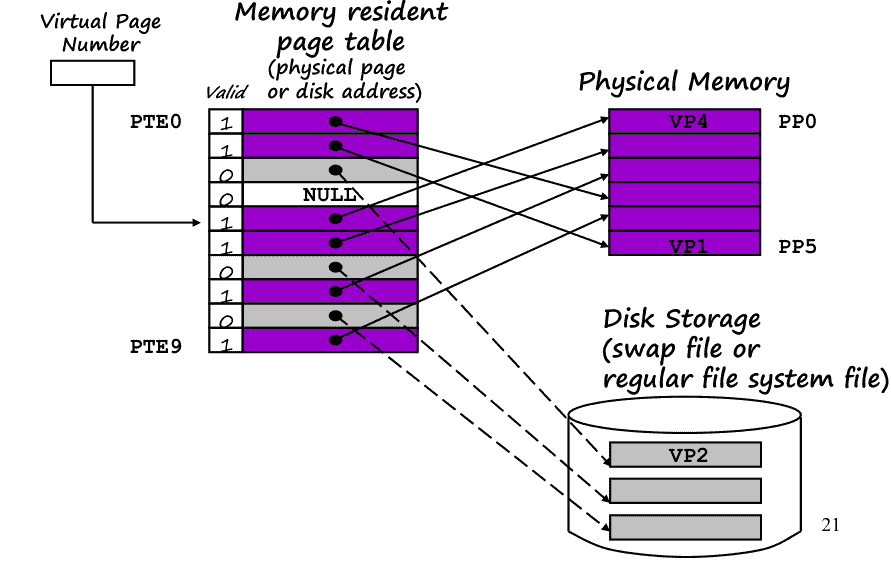 Virtual Page
Number
Memory resident
page table
(physical page
or disk address)
Valid
Physical Memory
PTE0
1
VP4
PP0
1
0
0
NULL
1
1
VP1
PP5
0
1
0
PTE9
1
Disk Storage
(swap file or
regular file system file)
VP2
21